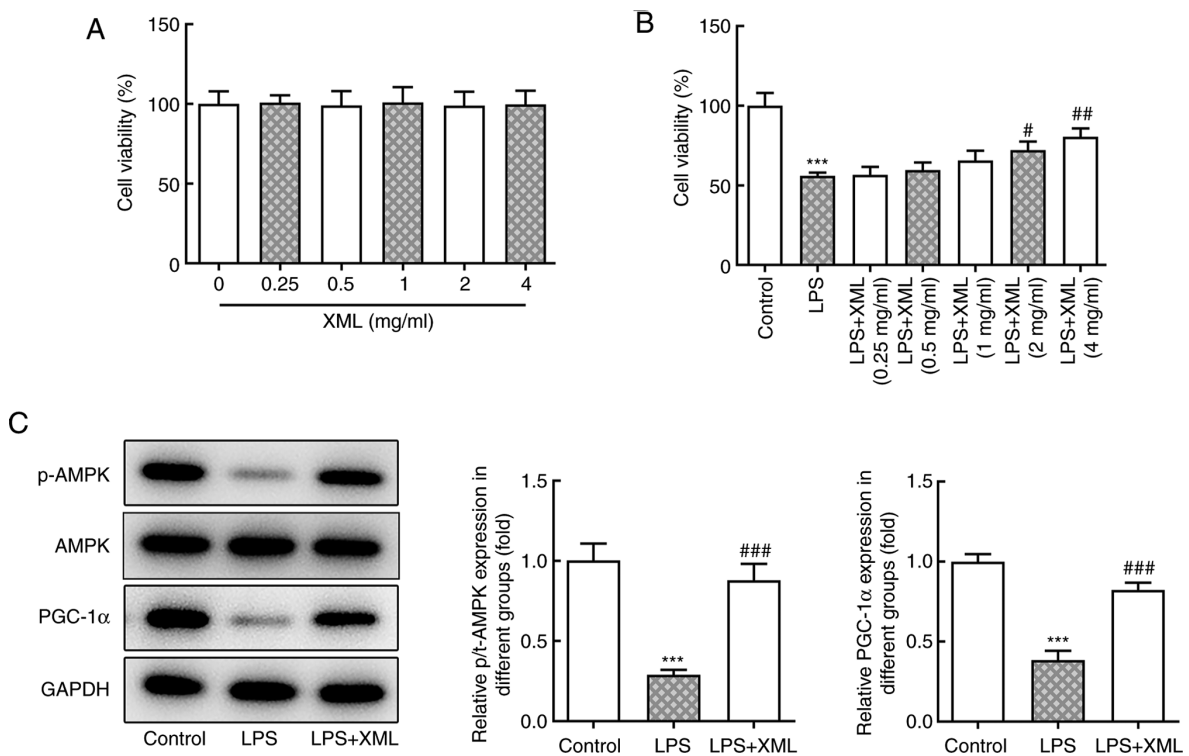 A
Cell viability (%)
150
100
50
0
0 0.25 0.5 1 2 4
XML (mg/ml)
B
Cell viability (%)
150
100
50
0
***
#
##
Control
LPS
LPS+XML
(0.25 mg/ml)
LPS+XML
(0.5 mg/ml)
LPS+XML
(1 mg/ml)
LPS+XML
(2 mg/ml)
LPS+XML
(4 mg/ml)
C
p-AMPK
AMPK
PGC-1α
GAPDH
Control LPS LPS+XML
Relative p/t-AMPK expression in
different groups (fold)
1.5
1.0
0.5
0.0
***
###
Control LPS LPS+XML
Relative PGC-1α expression in
different groups (fold)
1.5
1.0
0.5
0.0
***
###
Control LPS LPS+XML